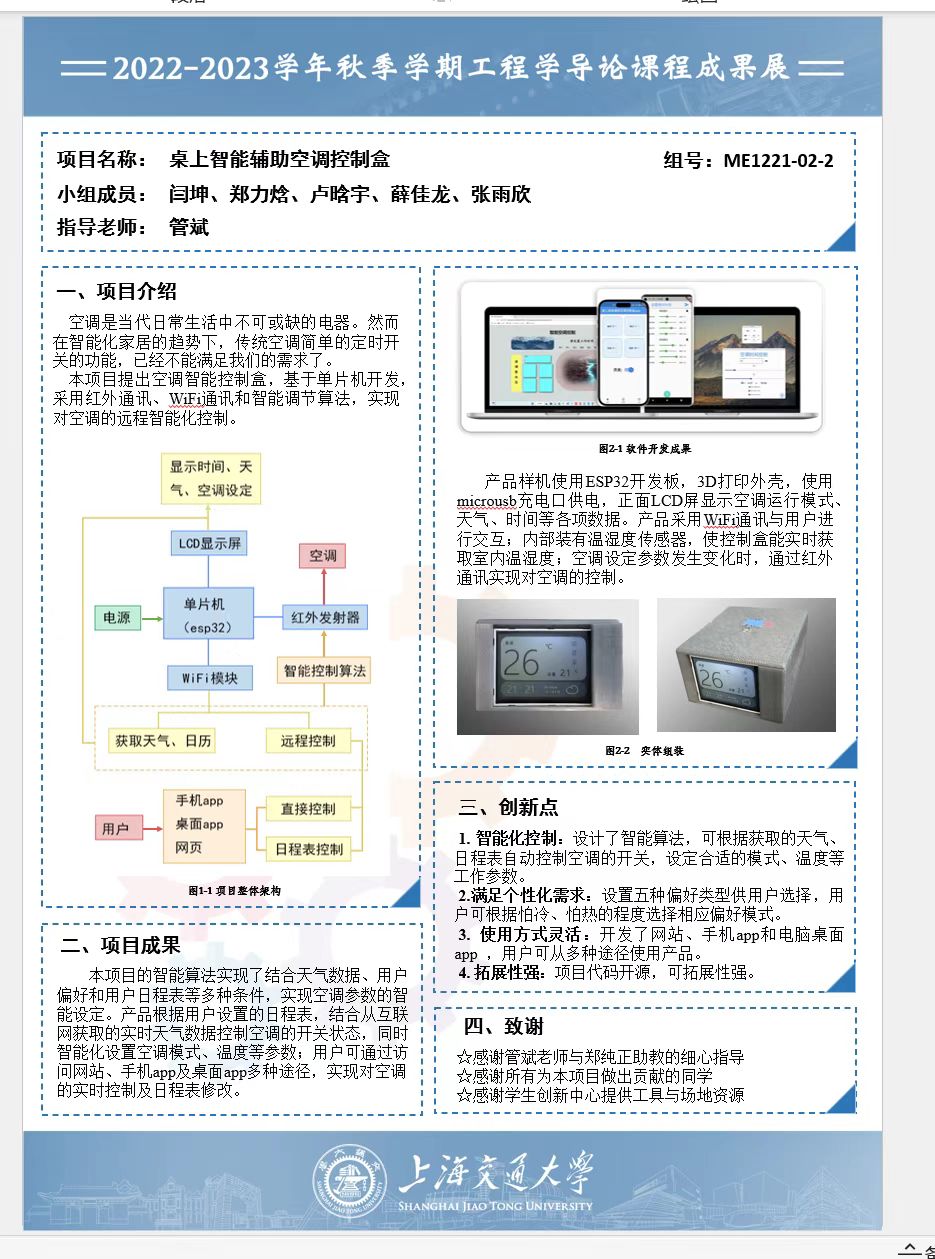 2022-2023学年秋季学期工程学导论课程成果展
项目名称： 桌上智能辅助空调控制盒
组号：ME1221-02-2
小组成员： 闫坤、郑力焓、卢晗宇、薛佳龙、张雨欣
指导老师： 管斌
一、项目介绍
空调是当代日常生活中不可或缺的电器。然而
在智能化家居的趋势下，传统空调简单的定时开
关的功能，已经不能满足我们的需求了。
本项目提出空调智能控制盒，基于单片机开发，
采用红外通讯、WiFi通讯和智能调节算法，实现
对空调的远程智能化控制。
显示时间、天
气、空调设定
LCD显示屏
空调
电源
单片机
（esp32）
红外发射器
WiFi模块
智能控制算法
获取天气、日历
远程控制
用户
手机app
桌面app
网页
直接控制
日程表控制
图1-1 项目整体架构
二、项目成果
本项目的智能算法实现了结合天气数据、用户
偏好和用户日程表等多种条件，实现空调参数的智
能设定。产品根据用户设置的日程表，结合从互联
网获取的实时天气数据控制空调的开关状态，同时
智能化设置空调模式、温度等参数；用户可通过访
问网站、手机app及桌面app多种途径，实现对空调
的实时控制及日程表修改。
智能空调控制
图2-1 软件开发成果
产品样机使用ESP32开发板，3D打印外壳，使用
microusb充电口供电，正面LCD屏显示空调运行模式、
天气、时间等各项数据。产品采用WiFi通讯与用户进
行交互；内部装有温湿度传感器，使控制盒能实时获
取室内温湿度；空调设定参数发生变化时，通过红外
通讯实现对空调的控制。
26
℃
21
21 : 21
26
21
图2-2 实体组装
三、创新点
1. 智能化控制：设计了智能算法，可根据获取的天气、
日程表自动控制空调的开关，设定合适的模式、温度等
工作参数。
2.满足个性化需求：设置五种偏好类型供用户选择，用
户可根据怕冷、怕热的程度选择相应偏好模式。
3. 使用方式灵活：开发了网站、手机app和电脑桌面
app ，用户可从多种途径使用产品。
4. 拓展性强：项目代码开源，可拓展性强。
四、致谢
☆感谢管斌老师与郑纯正助教的细心指导
☆感谢所有为本项目做出贡献的同学
☆感谢学生创新中心提供工具与场地资源
上海交通大学
SHANGHAI JIAO TONG UNIVERSITY